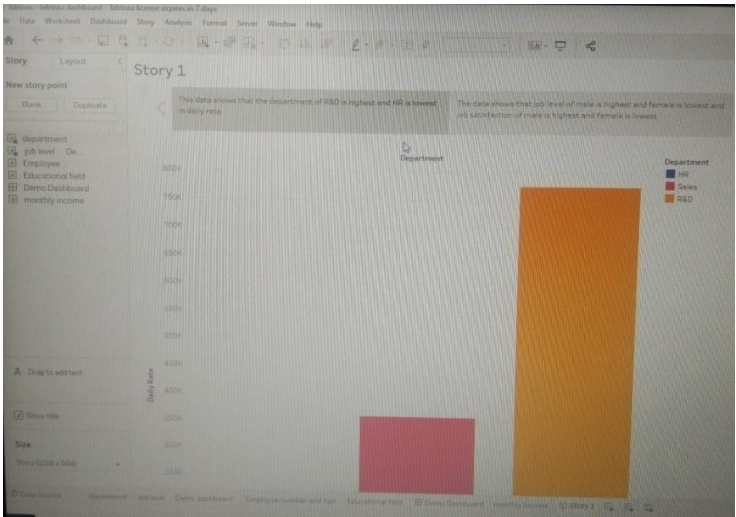 Tableau - tableau dashboard - Tableau license expires in 7 days
Data Worksheet Dashboard Story Analysis Format Server Window Help
Story Layout
Story 1
New story point
Blank Duplicate
This data shows that the department of R&D is highest and HR is lowest
in daily rate
The data shows that job level of male is highest and female is lowest and
job satisfaction of male is highest and female is lowest
department
job level De...
Employee ...
Educational field
Demo Dashboard
monthly income
Department
Department
HR
Sales
R&D
800K
750K
700K
650K
600K
550K
500K
450K
400K
350K
300K
250K
Daily Rate
A Drag to add text
Show title
Size
Data Source department job level Demo dashboard Employee number and Educational field Demo Dashboard monthly income Story 1